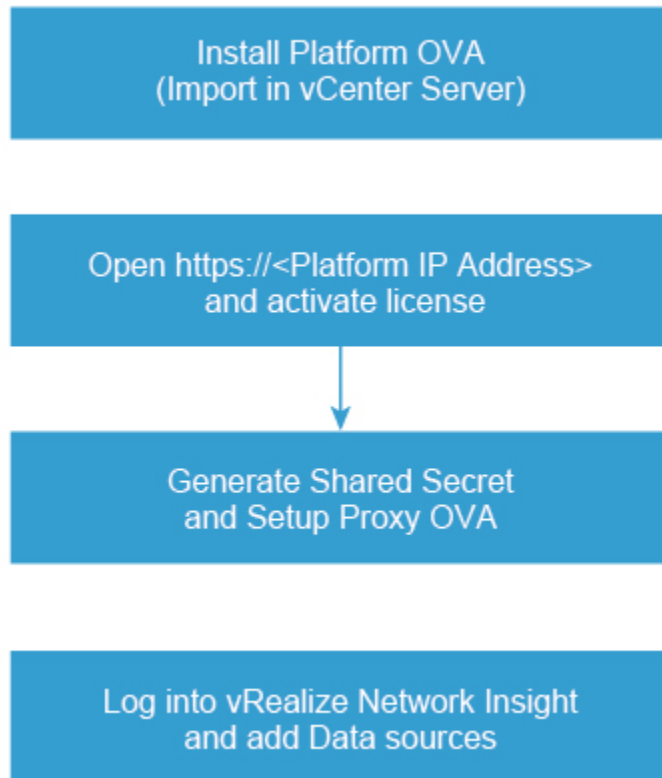 Install Platform OVA
(Import in vCenter Server)
Open https://<Platform IP Address>
and activate license
Generate Shared Secret
and Setup Proxy OVA
Log into vRealize Network Insight
and add Data sources